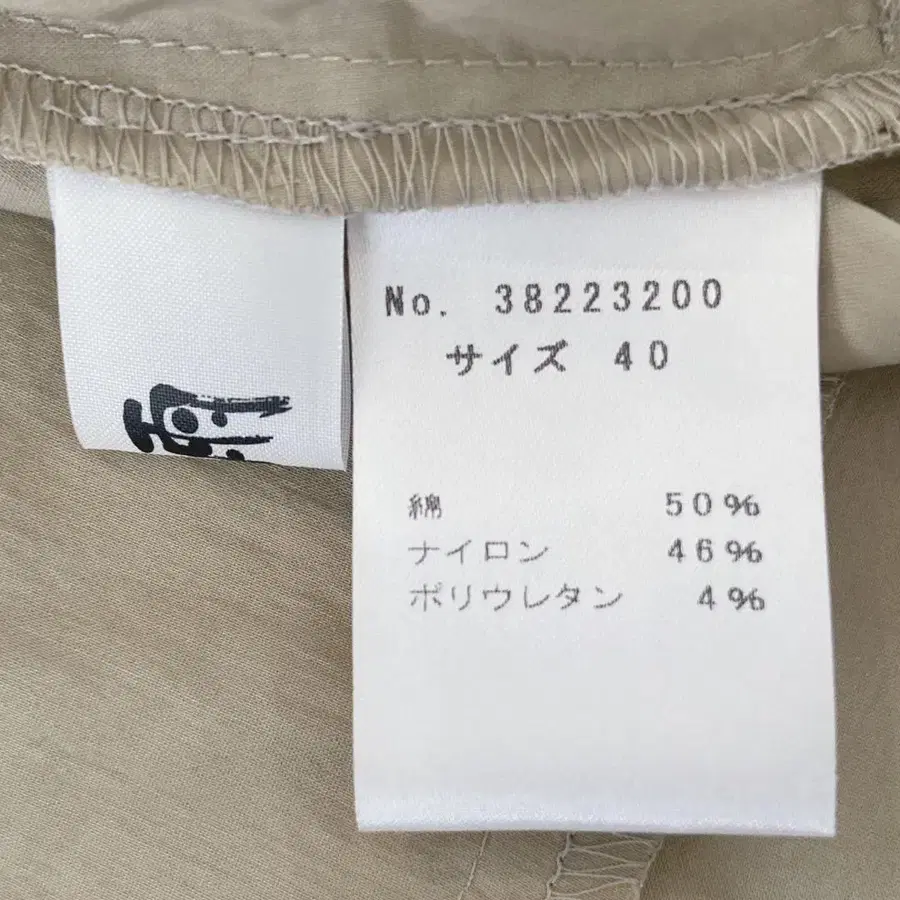 No. 38223200
サイズ 40
綿 50%
ナイロン 46%
ポリウレタン 4%